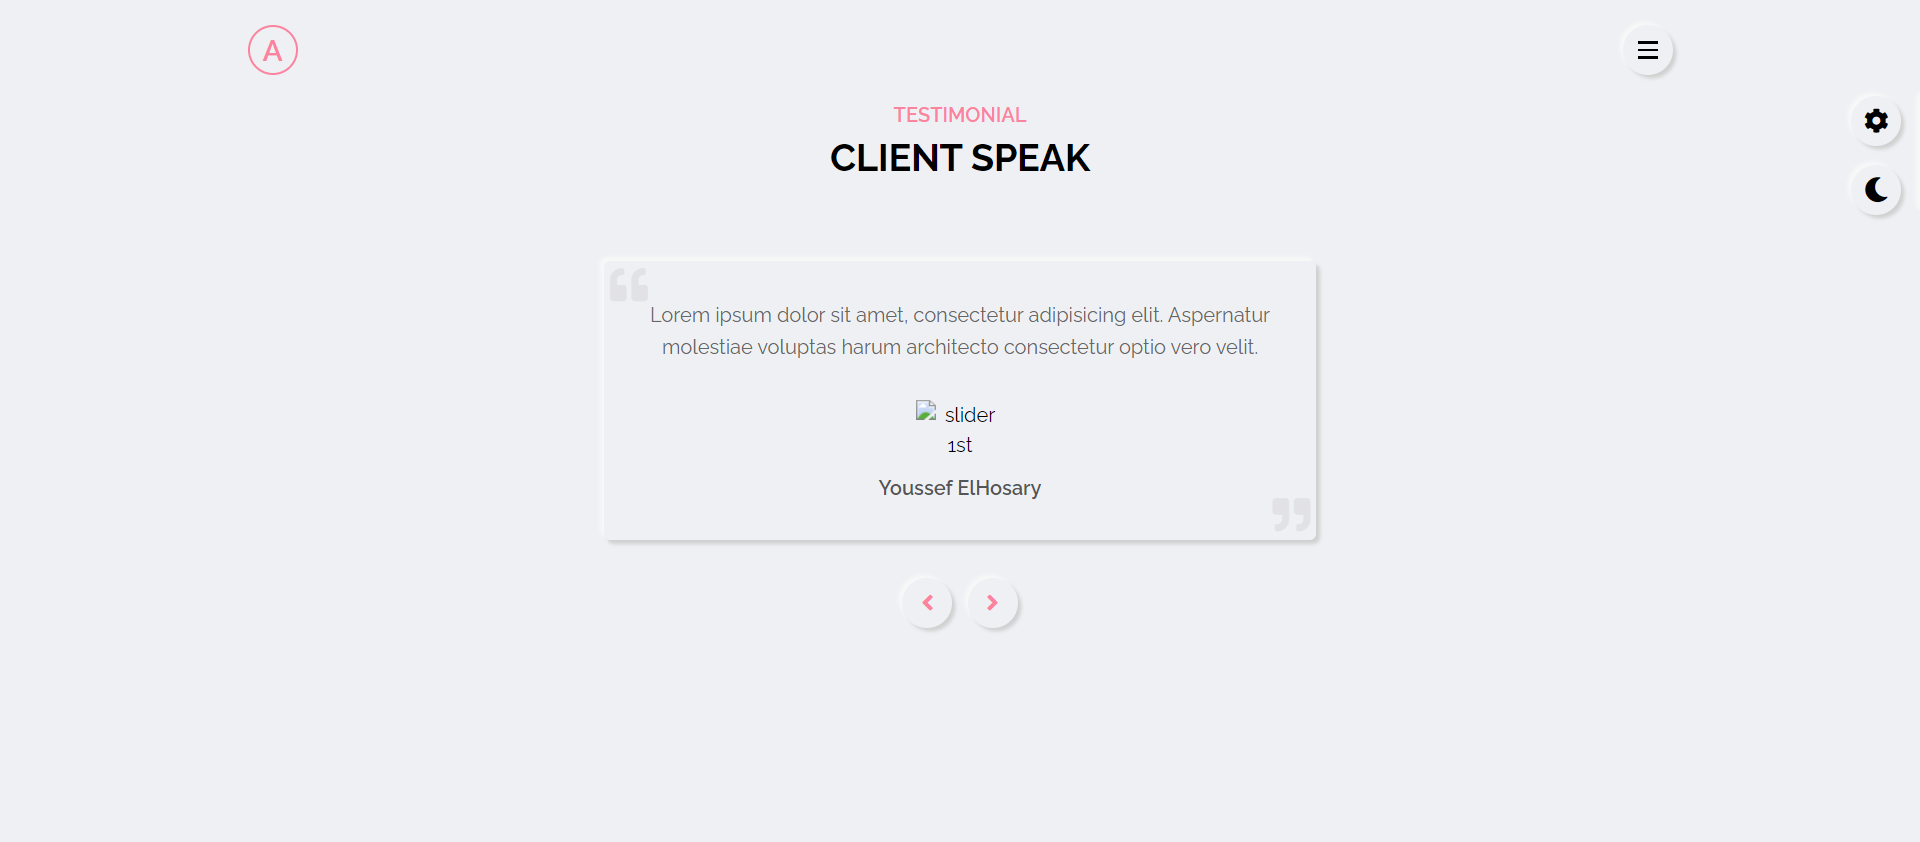 A
TESTIMONIAL
CLIENT SPEAK
Lorem ipsum dolor sit amet, consectetur adipisicing elit. Aspernatur
molestiae voluptas harum architecto consectetur optio vero velit.
slider
1st
Youssef ElHosary